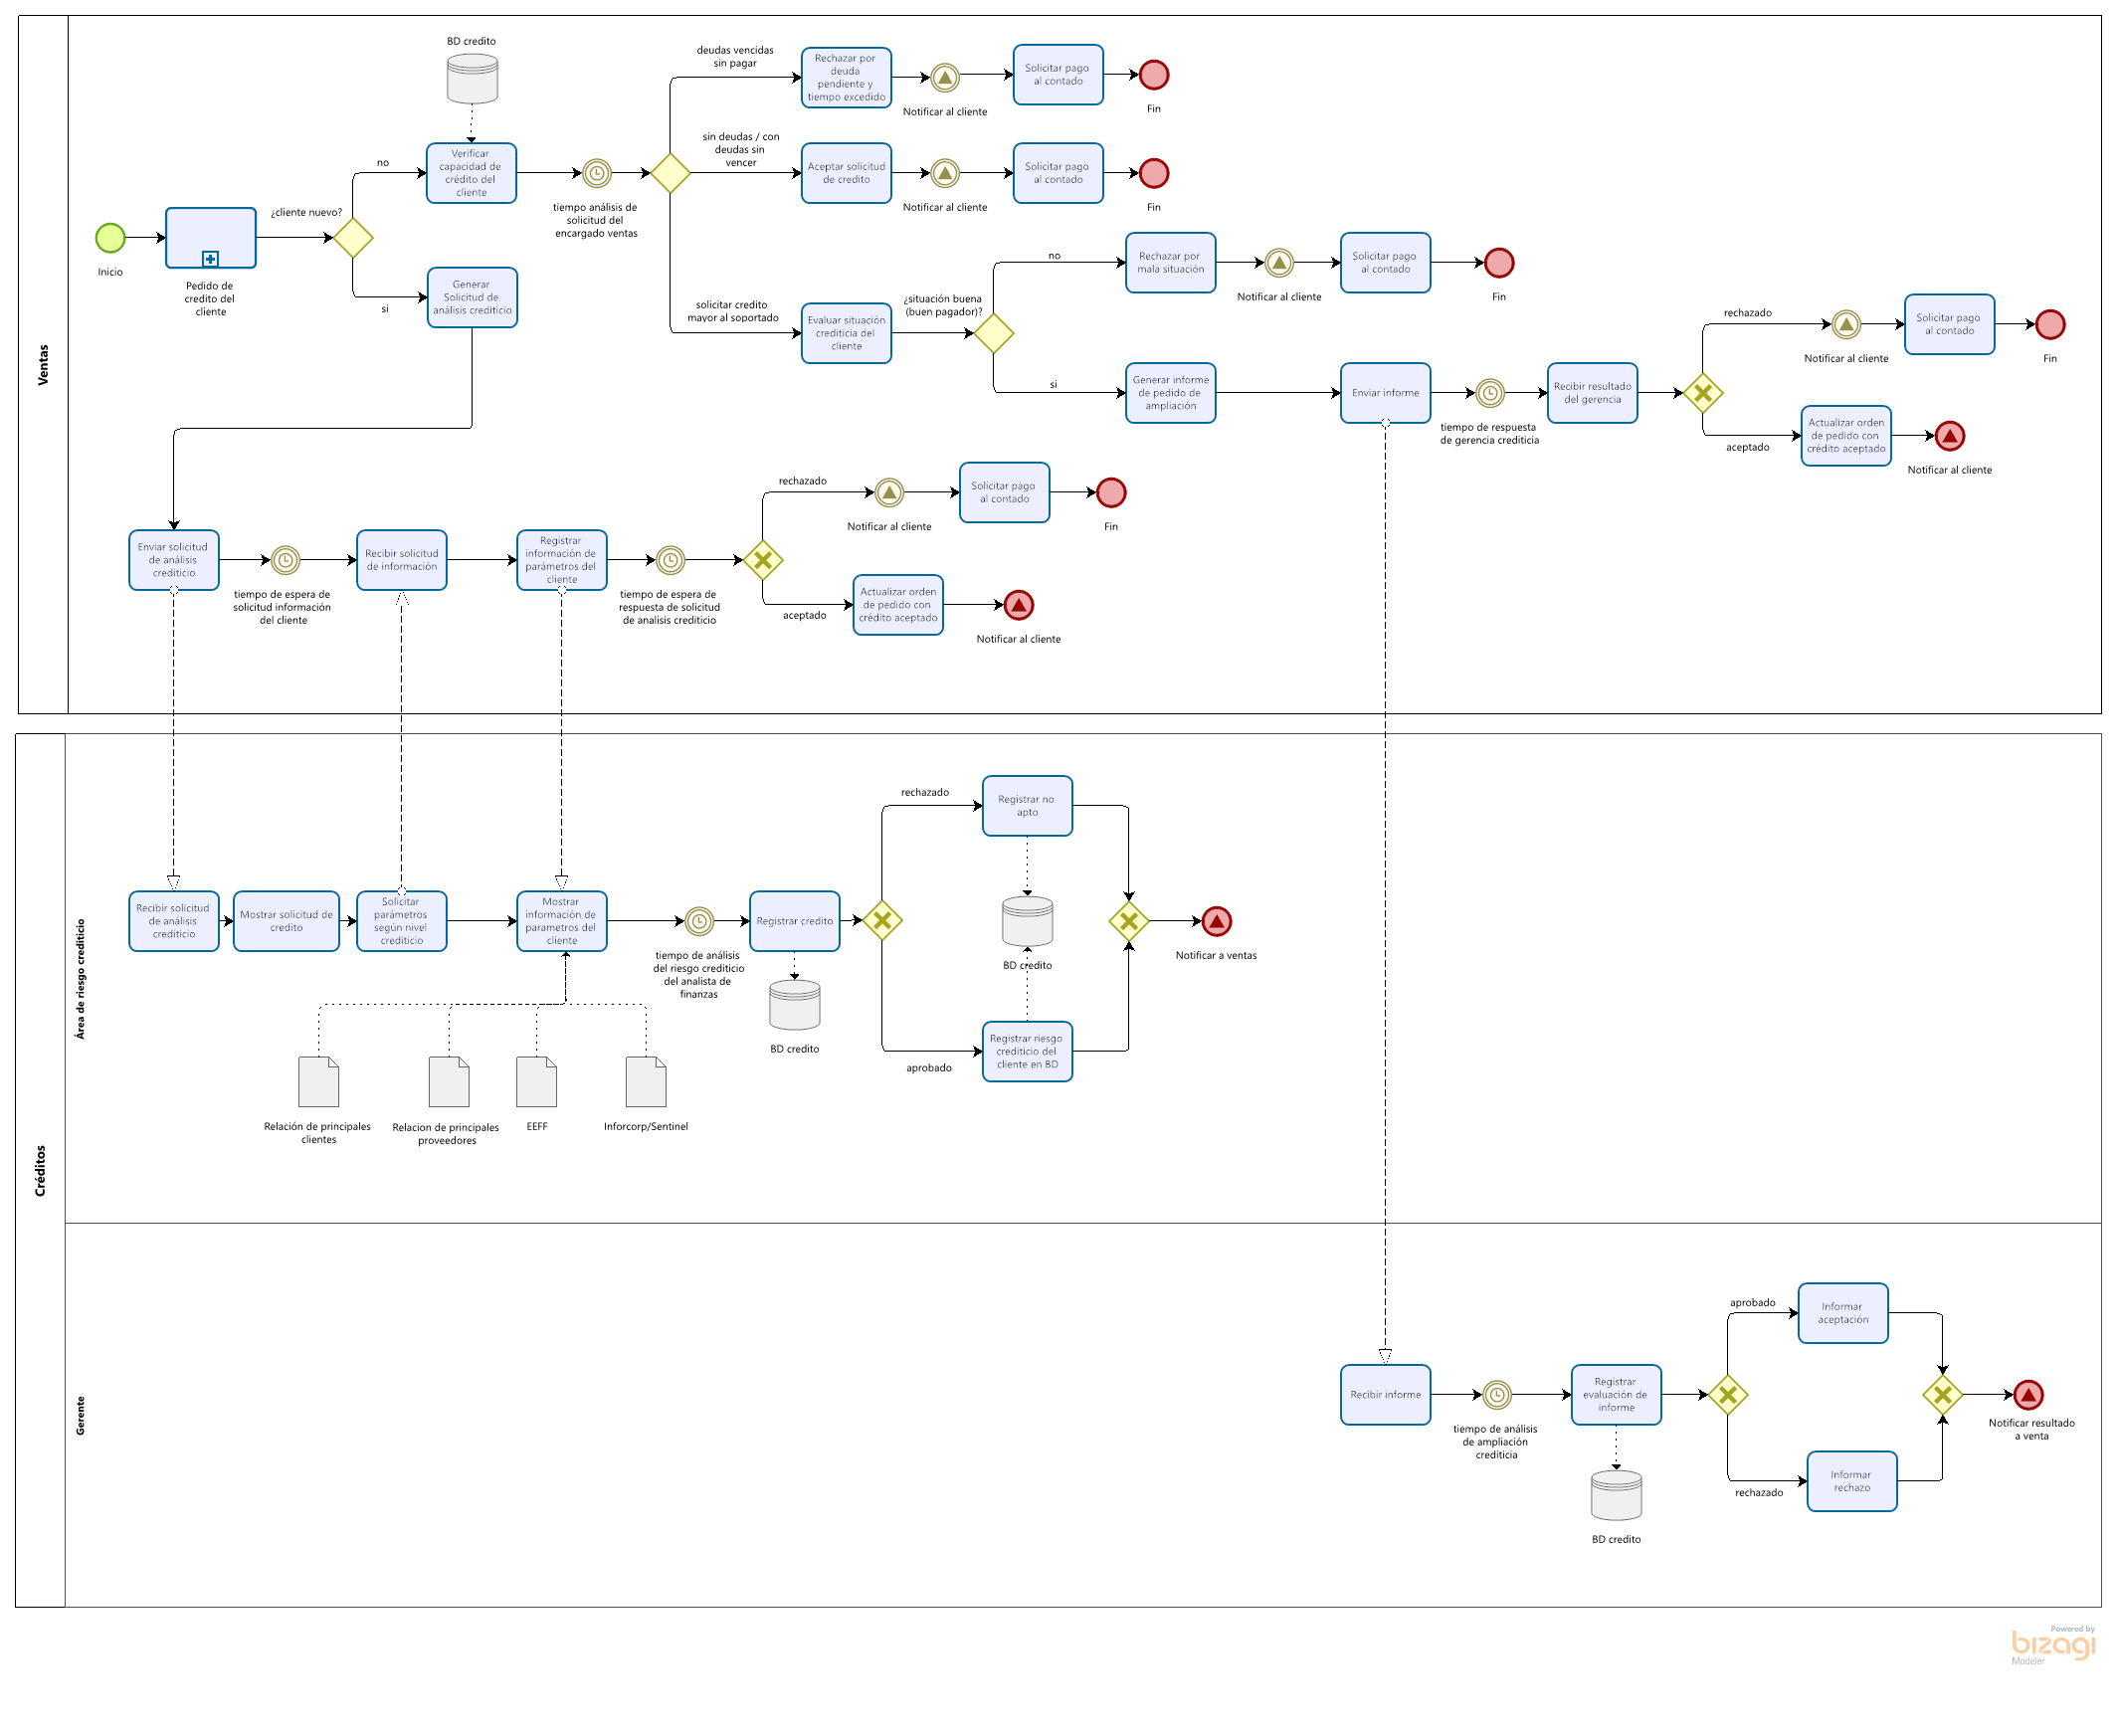 Ventas
BD credito
Inicio
Pedido de
credito del
cliente
¿cliente nuevo?
no
si
Verificar
capacidad de
crédito del
cliente
Generar
Solicitud de
análisis crediticio
tiempo análisis de
solicitud del
encargado ventas
deudas vencidas
sin pagar
Rechazar por
deuda
pendiente y
tiempo excedido
Notificar al cliente
Solicitar pago
al contado
Fin
sin deudas / con
deudas sin
vencer
Aceptar solicitud
de credito
Notificar al cliente
Solicitar pago
al contado
Fin
solicitar credito
mayor al soportado
Evaluar situación
crediticia del
cliente
¿situación buena
(buen pagador)?
no
Rechazar por
mala situación
Notificar al cliente
Solicitar pago
al contado
Fin
si
Generar informe
de pedido de
ampliación
Enviar informe
tiempo de respuesta
de gerencia crediticia
Recibir resultado
del gerencia
rechazado
Notificar al cliente
Solicitar pago
al contado
Fin
aceptado
Actualizar orden
de pedido con
crédito aceptado
Notificar al cliente
Enviar solicitud
de análisis
crediticio
tiempo de espera de
solicitud información
del cliente
Recibir solicitud
de información
Registrar
información de
parámetros del
cliente
tiempo de espera de
respuesta de solicitud
de analisis crediticio
rechazado
Notificar al cliente
Solicitar pago
al contado
Fin
aceptado
Actualizar orden
de pedido con
crédito aceptado
Notificar al cliente
Créditos
Área de riesgo crediticio
Recibir solicitud
de análisis
crediticio
Mostrar solicitud de
credito
Solicitar
parámetros
según nivel
crediticio
Mostrar
información de
parametros del
cliente
tiempo de análisis
del riesgo crediticio
del analista de
finanzas
Registrar credito
BD credito
rechazado
Registrar no
apto
BD credito
aprobado
Registrar riesgo
crediticio del
cliente en BD
Notificar a ventas
Relación de principales
clientes
Relacion de principales
proveedores
EEFF
Inforcorp/Sentinel
Gerente
Recibir informe
tiempo de análisis
de ampliación
crediticia
Registrar
evaluación de
informe
BD credito
aprobado
Informar
aceptación
rechazado
Informar
rechazo
Notificar resultado
a venta
Powered by
bizagi
Modeler